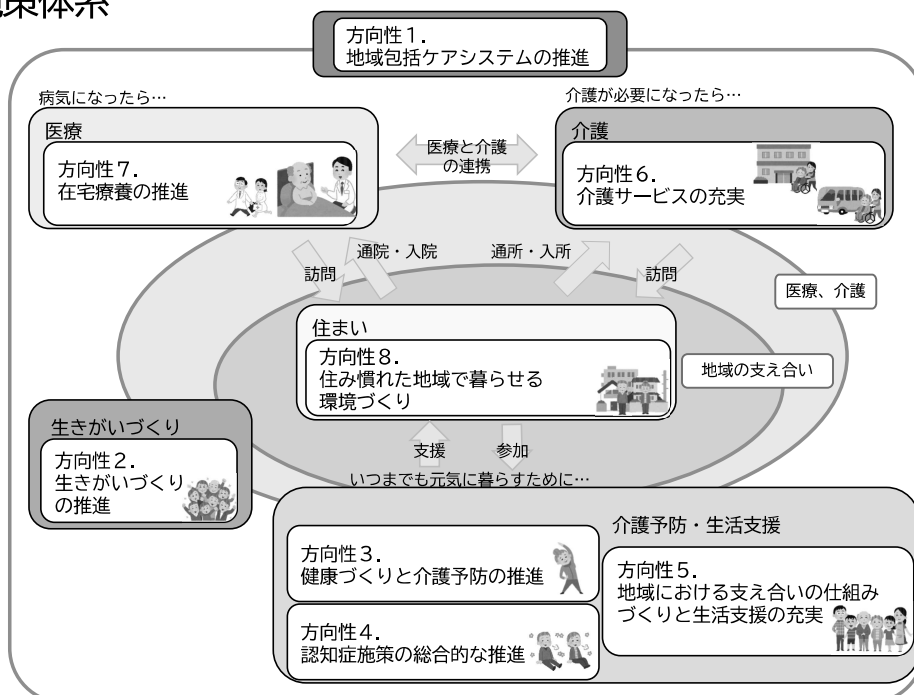 策体系
方向性１．
地域包括ケアシステムの推進
病気になったら…
介護が必要になったら…
医療
方向性７．
在宅療養の推進
医療と介護
の連携
介護
方向性６．
介護サービスの充実
訪問
通院・入院
通所・入所
訪問
医療、介護
住まい
方向性８．
住み慣れた地域で暮らせる
環境づくり
地域の支え合い
生きがいづくり
方向性２．
生きがいづくり
の推進
支援
参加
いつまでも元気に暮らすために…
介護予防・生活支援
方向性３．
健康づくりと介護予防の推進
方向性４．
認知症施策の総合的な推進
方向性５．
地域における支え合いの仕組み
づくりと生活支援の充実